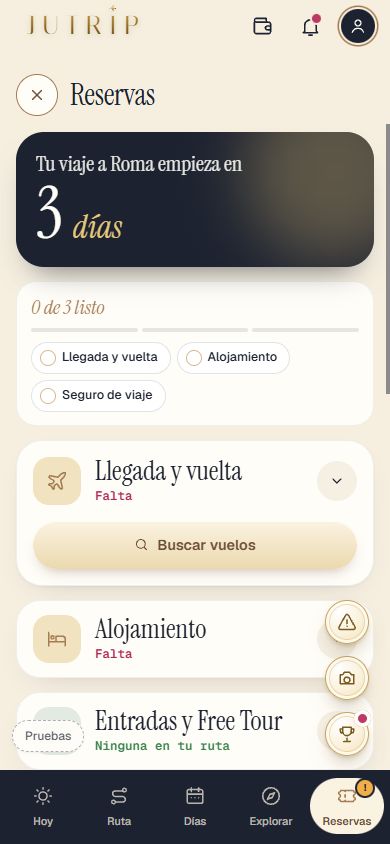 JUTRIP
Reservas
Tu viaje a Roma empieza en
3 días
0 de 3 listo
Llegada y vuelta
Alojamiento
Seguro de viaje
Llegada y vuelta
Falta
Buscar vuelos
Alojamiento
Falta
Entradas y Free Tour
Ninguna en tu ruta
Pruebas
!
Hoy
Ruta
Días
Explorar
Reservas